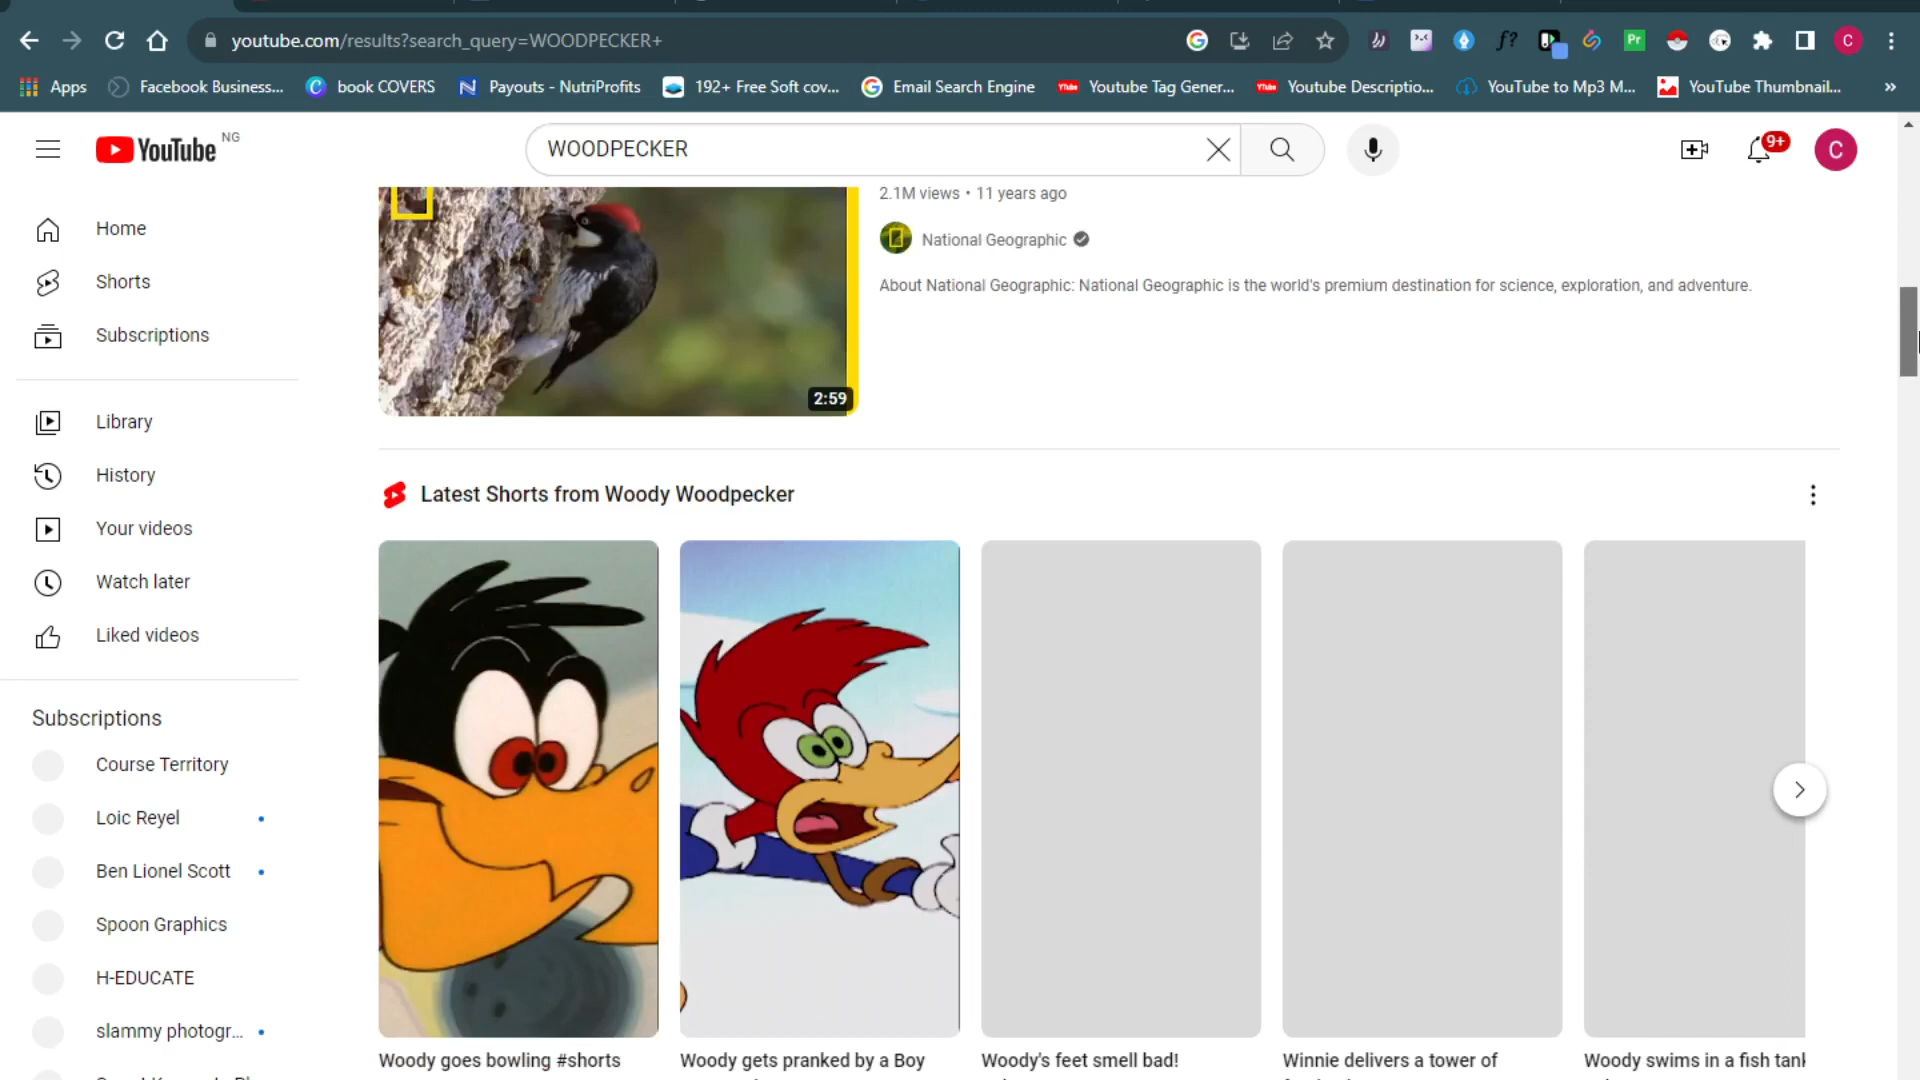 youtube.com/results?search_query=WOODPECKER+
Apps
Facebook Business...
book COVERS
Payouts - NutriProfits
192+ Free Soft cov...
Email Search Engine
Youtube Tag Gener...
Youtube Descriptio...
YouTube to Mp3 M...
YouTube Thumbnail...
YouTube NG
WOODPECKER
9+
C
Home
Shorts
Subscriptions
Library
History
Your videos
Watch later
Liked videos
Subscriptions
Course Territory
Loic Reyel
Ben Lionel Scott
Spoon Graphics
H-EDUCATE
slammy photogr...
2:59
2.1M views • 11 years ago
National Geographic
About National Geographic: National Geographic is the world's premium destination for science, exploration, and adventure.
Latest Shorts from Woody Woodpecker
Woody goes bowling #shorts
Woody gets pranked by a Boy
Woody's feet smell bad!
Winnie delivers a tower of
Woody swims in a fish tank